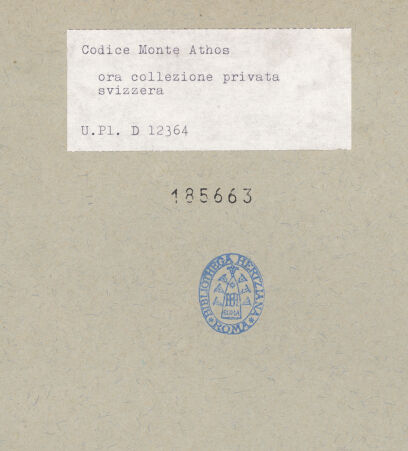 Codice Monte Athos
ora collezione privata
svizzera
U.Pl. D 12364
185663
BIBLIOTHECA HERTZIANA
ROMA